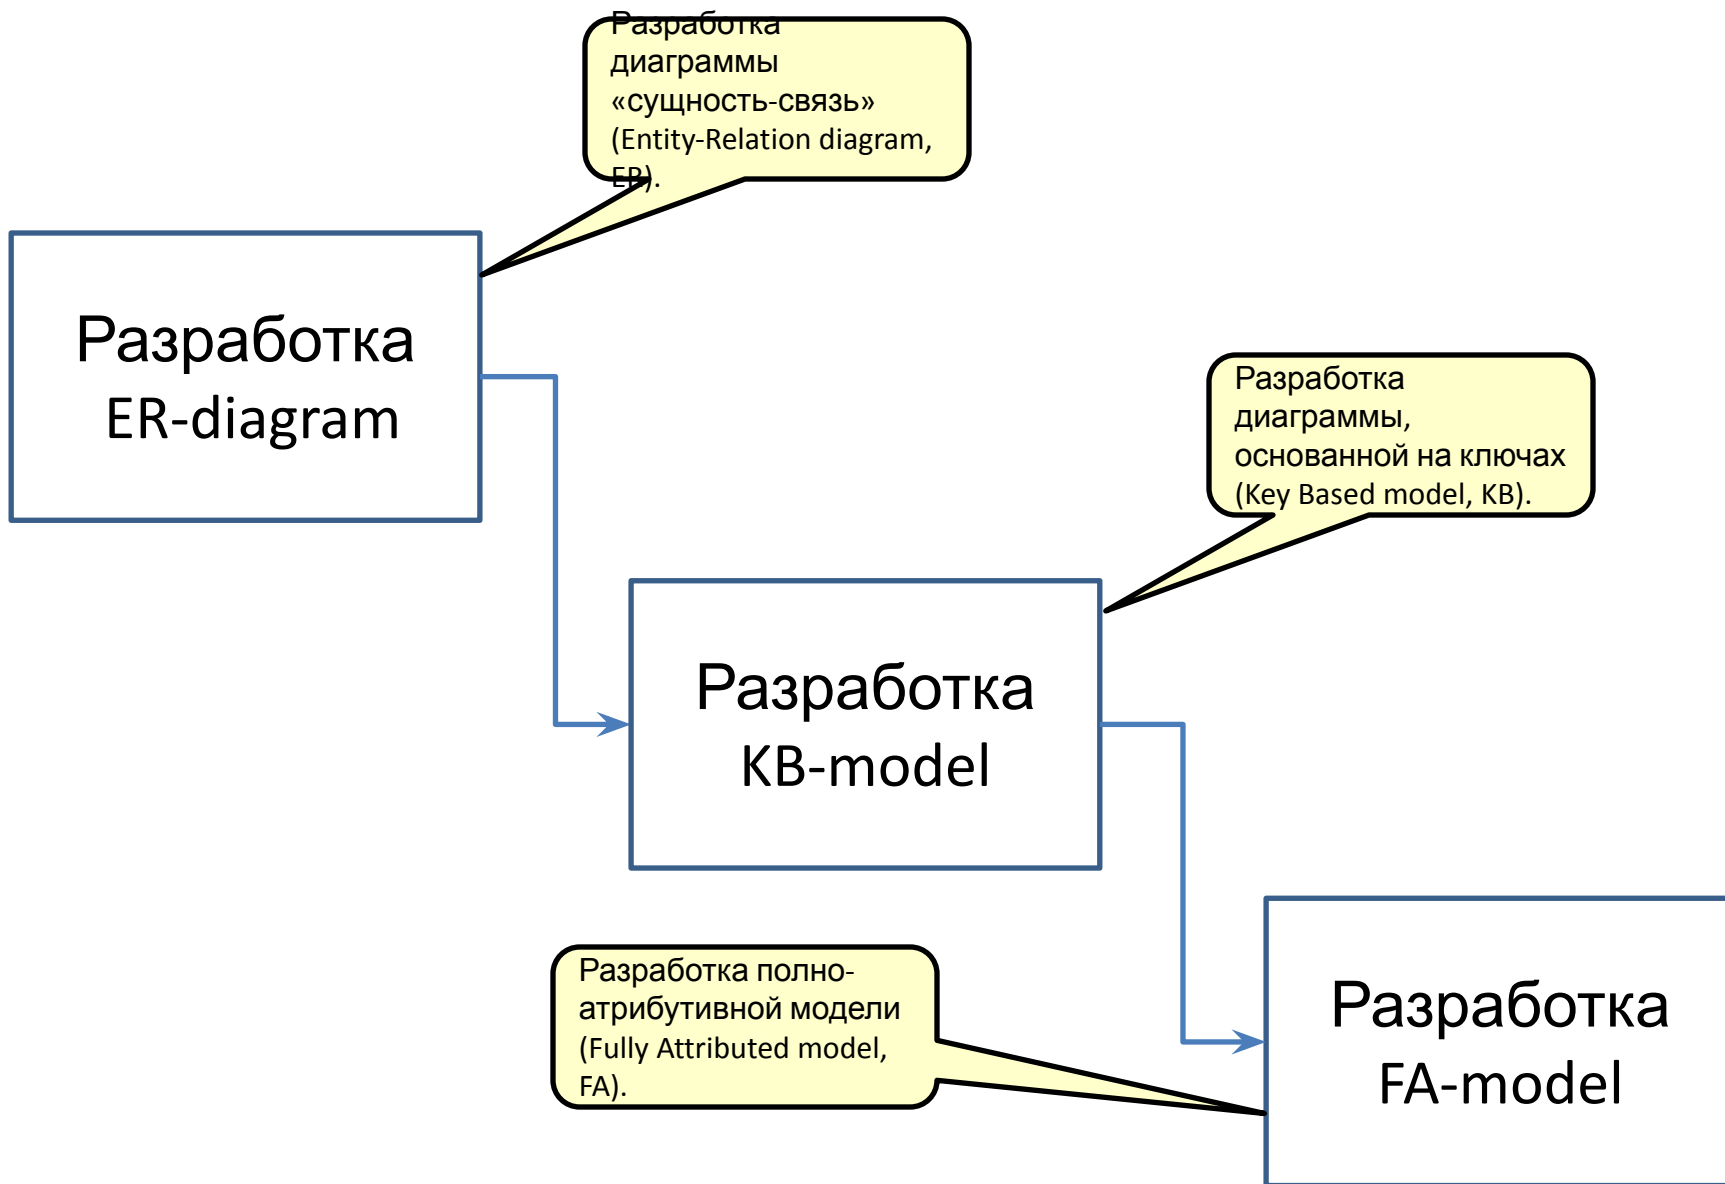 Разработка
диаграммы
«сущность-связь»
(Entity-Relation diagram,
ER).
Разработка
ER-diagram
Разработка
диаграммы,
основанной на ключах
(Key Based model, KB).
Разработка
KB-model
Разработка полно-
атрибутивной модели
(Fully Attributed model,
FA).
Разработка
FA-model